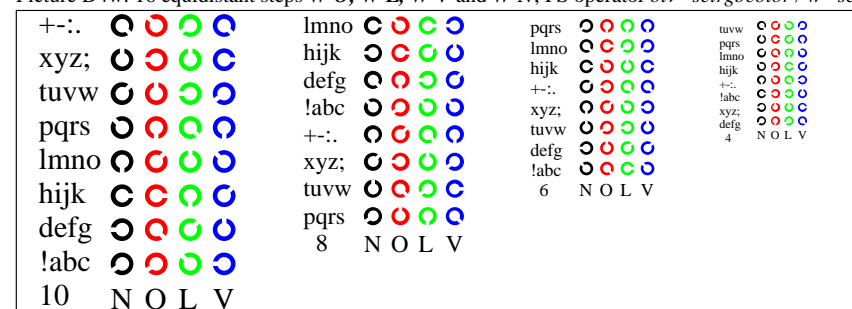 +-:.
xyz;
tuvw
pqrs
lmno
hijk
defg
!abc
10 N O L V
lmno
hijk
defg
!abc
+-:.
xyz;
tuvw
pqrs
8 N O L V
pqrs
lmno
hijk
+-:.
xyz;
tuvw
defg
!abc
6 N O L V
tuvw
pqrs
lmno
hijk
+-:.
!abc
xyz;
defg
4 N O L V